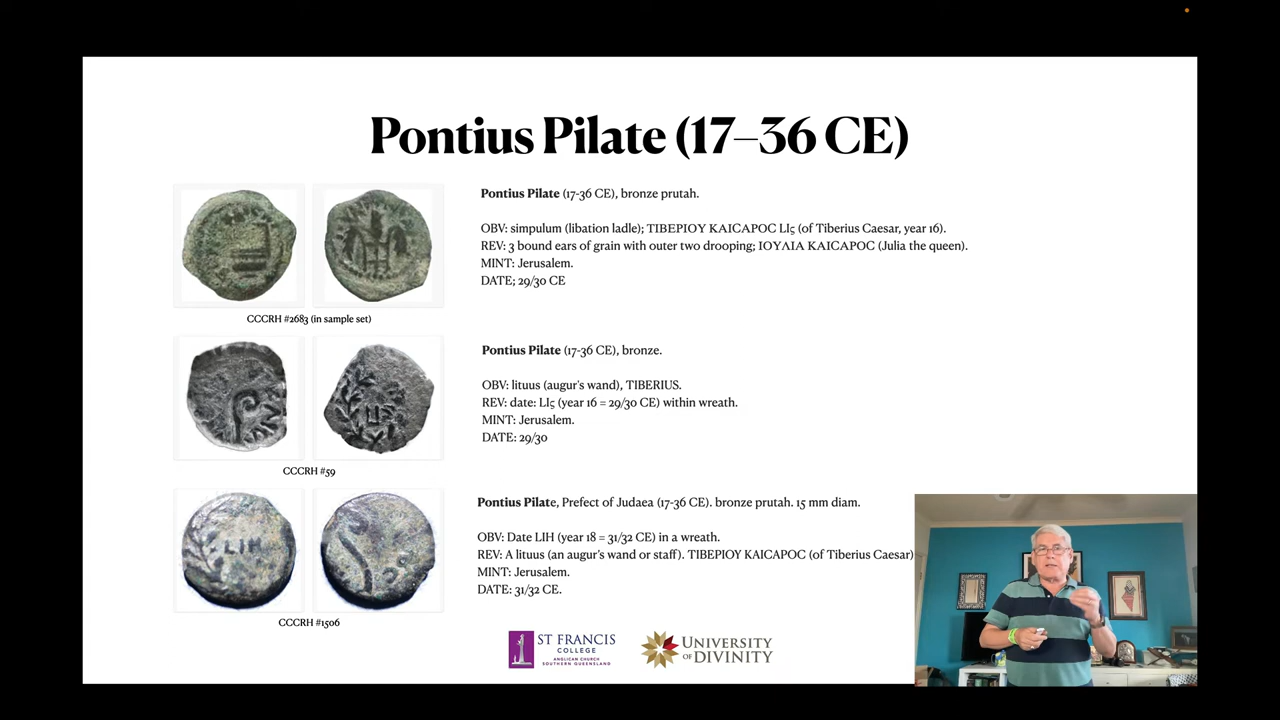 Pontius Pilate (17–36 CE)
Pontius Pilate (17-36 CE), bronze prutah.
OBV: simpulum (libation ladle); ΤΙΒΕΡΙΟΥ ΚΑΙCΑΡΟC LIς (of Tiberius Caesar, year 16).
REV: 3 bound ears of grain with outer two drooping; ΙΟΥΛΙΑ ΚΑΙCΑΡΟC (Julia the queen).
MINT: Jerusalem.
DATE; 29/30 CE
CCCRH #2683 (in sample set)
Pontius Pilate (17-36 CE), bronze.
OBV: lituus (augur's wand), TIBERIUS.
REV: date: LIς (year 16 = 29/30 CE) within wreath.
MINT: Jerusalem.
DATE: 29/30
CCCRH #59
Pontius Pilate, Prefect of Judaea (17-36 CE). bronze prutah. 15 mm diam.
OBV: Date LIH (year 18 = 31/32 CE) in a wreath.
REV: A lituus (an augur’s wand or staff). ΤΙΒΕΡΙΟΥ ΚΑΙCΑΡΟC (of Tiberius Caesar)
MINT: Jerusalem.
DATE: 31/32 CE.
LIH
CCCRH #1506
ST FRANCIS
COLLEGE
ANGLICAN CHURCH
SOUTHERN QUEENSLAND
UNIVERSITY
OF DIVINITY